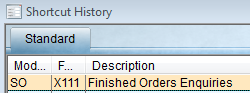 Shortcut History
Standard
Mod... F... Description
SO X111 Finished Orders Enquiries